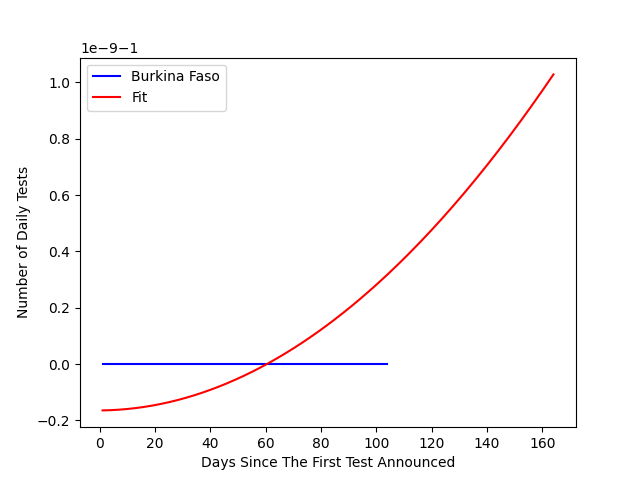 1e−9−1
Burkina Faso
Fit
1.0
0.8
0.6
0.4
0.2
0.0
−0.2
Number of Daily Tests
0 20 40 60 80 100 120 140 160
Days Since The First Test Announced